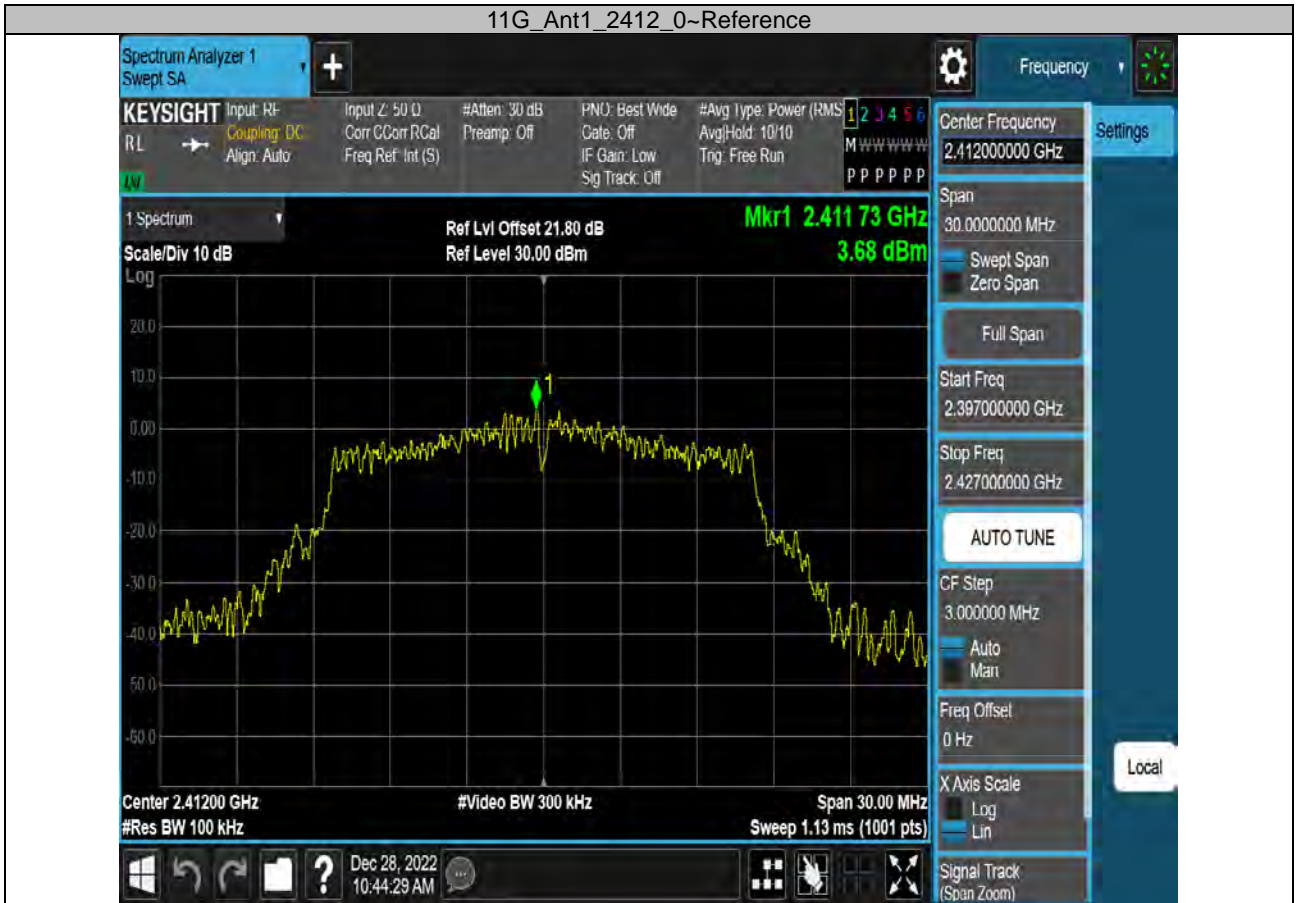 11G_Ant1_2412_0~Reference
Spectrum Analyzer 1
Swept SA
Frequency
KEYSIGHT
RL
Input: RF
Coupling: DC
Align: Auto
Input Z: 50 Ω
Corr CCorr RCal
Freq Ref: Int (S)
#Atten: 30 dB
Preamp: Off
PNO: Best Wide
Gate: Off
IF Gain: Low
Sig Track: Off
#Avg Type: Power (RMS
Avg|Hold: 10/10
Trig: Free Run
1 2 3 4 5 6
M W W W W W
P P P P P P
1 Spectrum
Scale/Div 10 dB
Ref Lvl Offset 21.80 dB
Ref Level 30.00 dBm
Mkr1 2.411 73 GHz
3.68 dBm
Log
20.0
10.0
0.00
-10.0
-20.0
-30.0
-40.0
-50.0
-60.0
1
Center 2.41200 GHz
#Res BW 100 kHz
#Video BW 300 kHz
Span 30.00 MHz
Sweep 1.13 ms (1001 pts)
Dec 28, 2022
10:44:29 AM
Center Frequency
2.412000000 GHz
Settings
Span
30.0000000 MHz
Swept Span
Zero Span
Full Span
Start Freq
2.397000000 GHz
Stop Freq
2.427000000 GHz
AUTO TUNE
CF Step
3.000000 MHz
Auto
Man
Freq Offset
0 Hz
X Axis Scale
Log
Lin
Local
Signal Track
(Span Zoom)